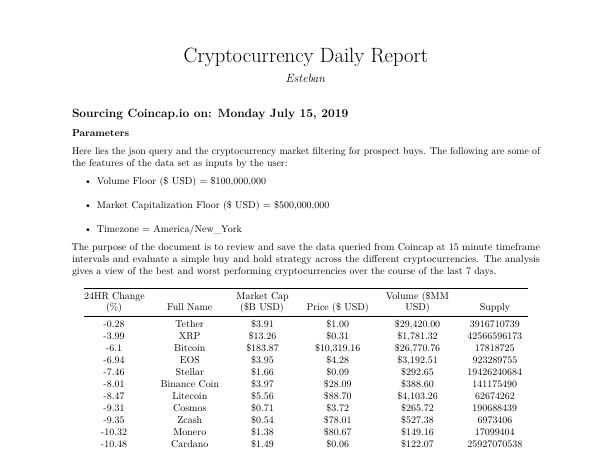 Cryptocurrency Daily Report
Esteban
Sourcing Coincap.io on: Monday July 15, 2019
Parameters
Here lies the json query and the cryptocurrency market filtering for prospect buys. The following are some of
the features of the data set as inputs by the user:
• Volume Floor ($ USD) = $100,000,000
• Market Capitalization Floor ($ USD) = $500,000,000
• Timezone = America/New_York
The purpose of the document is to review and save the data queried from Coincap at 15 minute timeframe
intervals and evaluate a simple buy and hold strategy across the different cryptocurrencies. The analysis
gives a view of the best and worst performing cryptocurrencies over the course of the last 7 days.
24HR Change Market Cap Volume ($MM
(%) Full Name ($B USD) Price ($ USD) USD) Supply
-0.28 Tether $3.91 $1.00 $29,420.00 3916710739
-3.99 XRP $13.26 $0.31 $1,781.32 42566596173
-6.1 Bitcoin $183.87 $10,319.16 $26,770.76 17818725
-6.94 EOS $3.95 $4.28 $3,192.51 923289755
-7.46 Stellar $1.66 $0.09 $292.65 19426240684
-8.01 Binance Coin $3.97 $28.09 $388.60 141175490
-8.47 Litecoin $5.56 $88.70 $4,103.26 62674262
-9.31 Cosmos $0.71 $3.72 $265.72 190688439
-9.35 Zcash $0.54 $78.01 $527.38 6973406
-10.32 Monero $1.38 $80.67 $149.16 17099404
-10.48 Cardano $1.49 $0.06 $122.07 25927070538